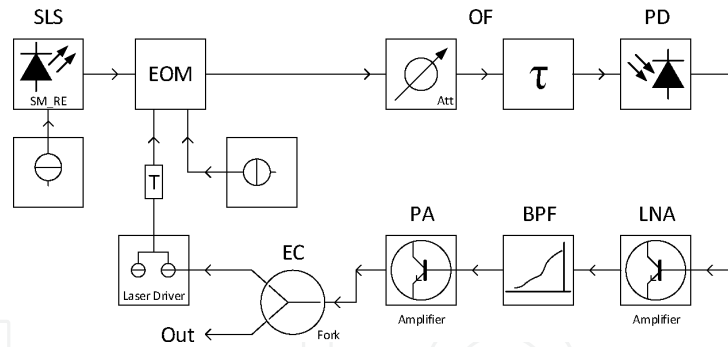 SLS
OF
PD
EOM
τ
SM_RE
Att
T
PA
BPF
LNA
EC
Laser Driver
Out
Fork
Amplifier
Amplifier